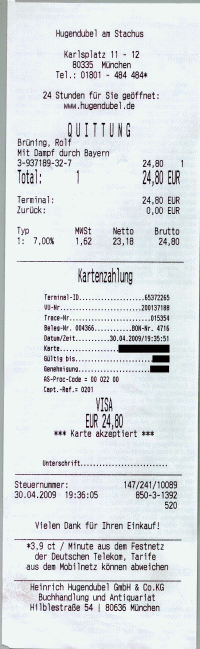 Hugendubel am Stachus
Karlsplatz 11 - 12
80335 München
Tel.: 01801 - 484 484*
24 Stunden für Sie geöffnet:
www.hugendubel.de
QUITTUNG
Brüning, Rolf
Mit Dampf durch Bayern
3-937189-32-7 24,80 1
Total: 1 24,80 EUR
Terminal: 24,80 EUR
Zurück: 0,00 EUR
Typ MWSt Netto Brutto
1: 7,00% 1,62 23,18 24,80
Kartenzahlung
Terminal-ID..................65372265
VU-Nr........................200137188
Trace-Nr.....................015354
Beleg-Nr. 004366..........BON-Nr. 4716
Datum/Zeit..........30.04.2009/19:35:51
Karte
Gültig bis
Genehmigung
AS-Proc-Code = 00 022 00
Capt.-Ref.= 0201
VISA
EUR 24,80
*** Karte akzeptiert ***
Unterschrift........................
Steuernummer: 147/241/10089
30.04.2009 19:36:05 850-3-1392
520
Vielen Dank für Ihren Einkauf!
*3,9 ct / Minute aus dem Festnetz
der Deutschen Telekom, Tarife
aus dem Mobilnetz können abweichen
Heinrich Hugendubel GmbH & Co.KG
Buchhandlung und Antiquariat
Hilblestraße 54 | 80636 München